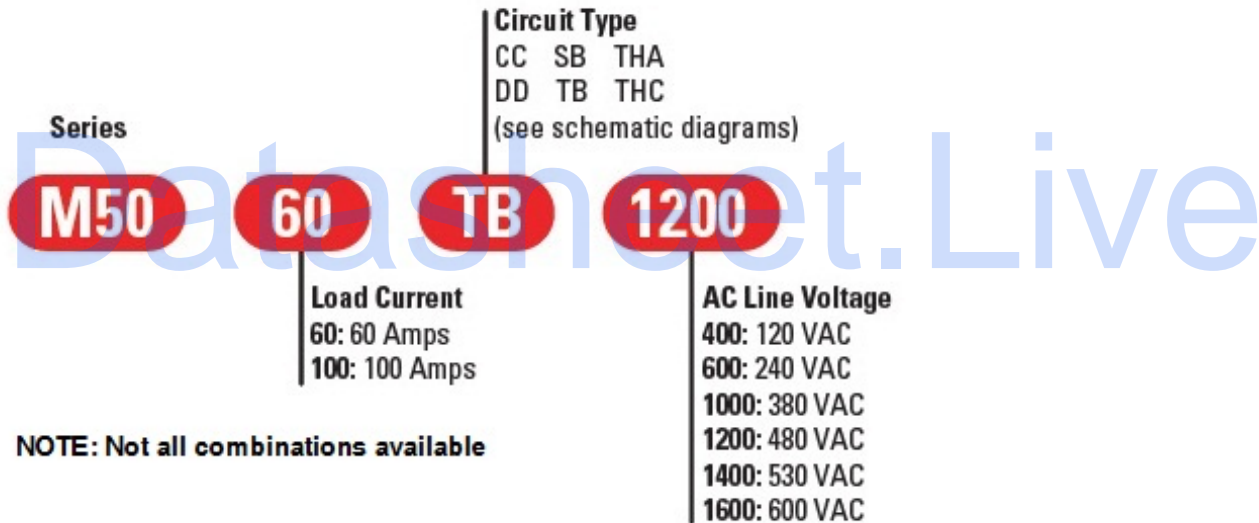 Circuit Type
CC SB THA
DD TB THC
(see schematic diagrams)
Series
M50 60 TB 1200
Datasheet.Live
Load Current
60: 60 Amps
100: 100 Amps
AC Line Voltage
400: 120 VAC
600: 240 VAC
1000: 380 VAC
1200: 480 VAC
1400: 530 VAC
1600: 600 VAC
NOTE: Not all combinations available